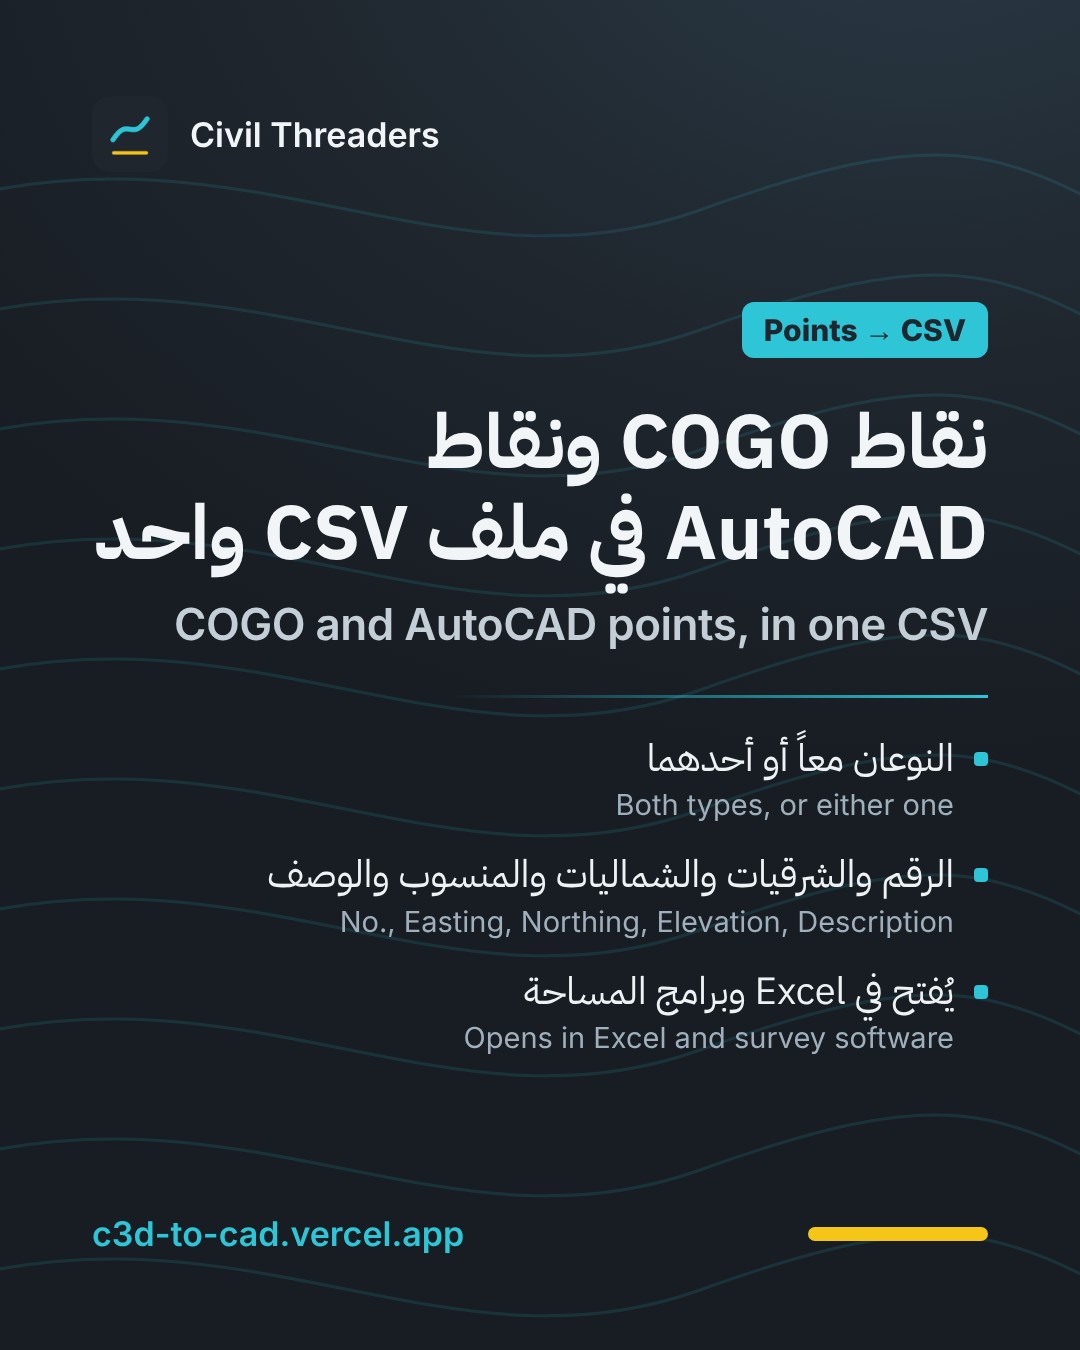 Civil Threaders
Points → CSV
نقاط COGO ونقاط
AutoCAD في ملف CSV واحد
COGO and AutoCAD points, in one CSV
النوعان معاً أو أحدهما
Both types, or either one
الرقم والشرقيات والشماليات والمنسوب والوصف
No., Easting, Northing, Elevation, Description
يُفتح في Excel وبرامج المساحة
Opens in Excel and survey software
c3d-to-cad.vercel.app